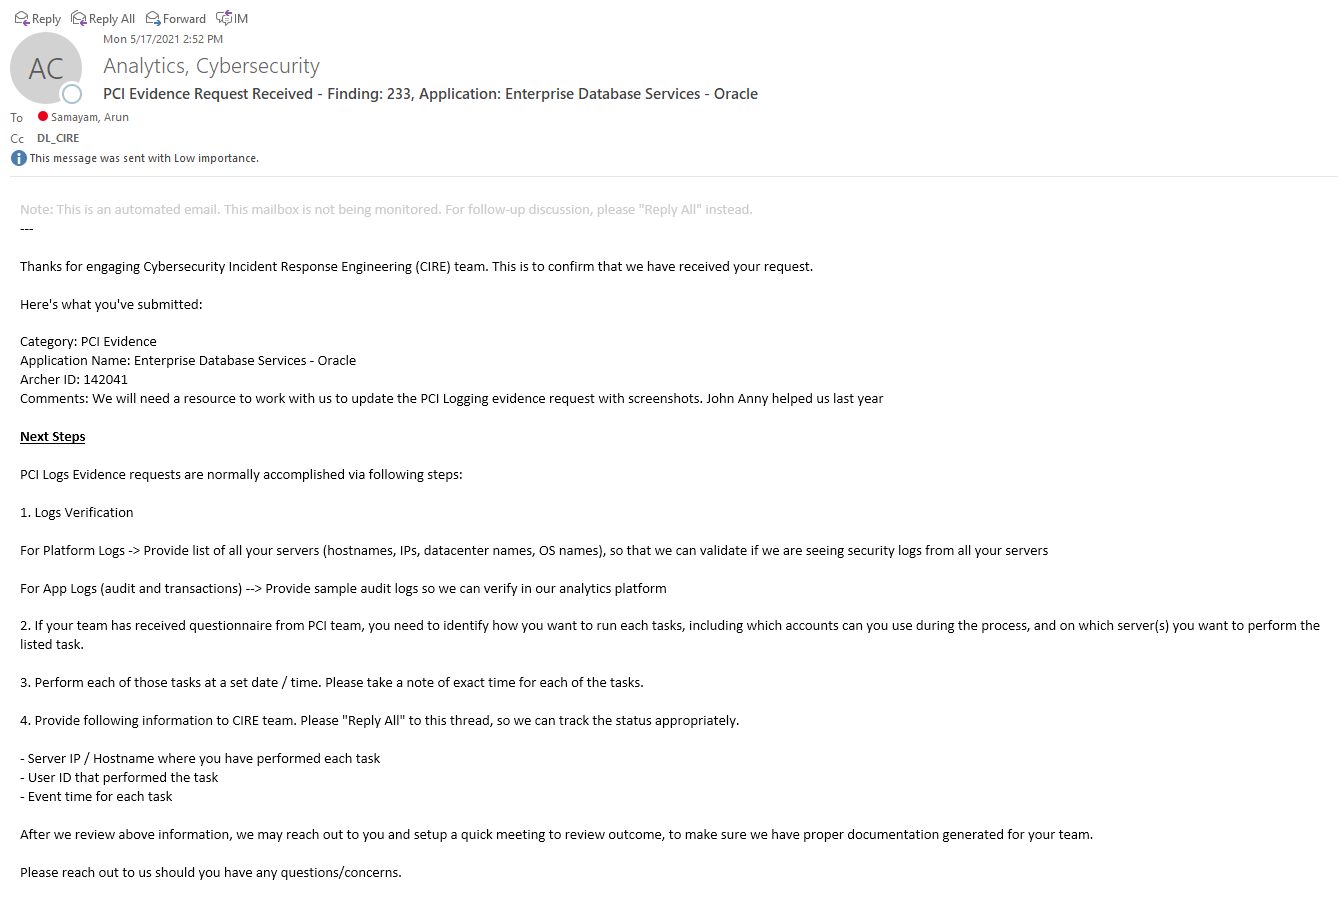 Reply Reply All Forward IM
Mon 5/17/2021 2:52 PM
AC
Analytics, Cybersecurity
PCI Evidence Request Received - Finding: 233, Application: Enterprise Database Services - Oracle
To Samayam, Arun
Cc DL_CIRE
i This message was sent with Low importance.
Note: This is an automated email. This mailbox is not being monitored. For follow-up discussion, please "Reply All" instead.
---
Thanks for engaging Cybersecurity Incident Response Engineering (CIRE) team. This is to confirm that we have received your request.
Here's what you've submitted:
Category: PCI Evidence
Application Name: Enterprise Database Services - Oracle
Archer ID: 142041
Comments: We will need a resource to work with us to update the PCI Logging evidence request with screenshots. John Anny helped us last year
Next Steps
PCI Logs Evidence requests are normally accomplished via following steps:
1. Logs Verification
For Platform Logs -> Provide list of all your servers (hostnames, IPs, datacenter names, OS names), so that we can validate if we are seeing security logs from all your servers
For App Logs (audit and transactions) --> Provide sample audit logs so we can verify in our analytics platform
2. If your team has received questionnaire from PCI team, you need to identify how you want to run each tasks, including which accounts can you use during the process, and on which server(s) you want to perform the
listed task.
3. Perform each of those tasks at a set date / time. Please take a note of exact time for each of the tasks.
4. Provide following information to CIRE team. Please "Reply All" to this thread, so we can track the status appropriately.
- Server IP / Hostname where you have performed each task
- User ID that performed the task
- Event time for each task
After we review above information, we may reach out to you and setup a quick meeting to review outcome, to make sure we have proper documentation generated for your team.
Please reach out to us should you have any questions/concerns.